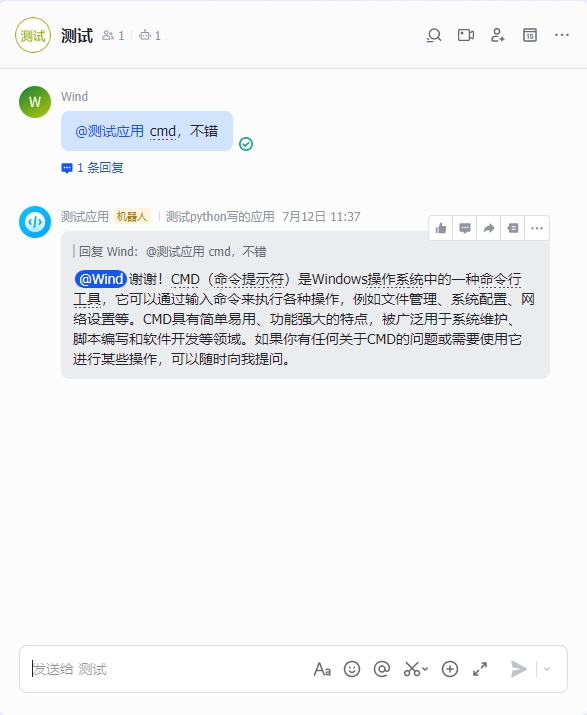 测试
测试 1 1
15
W
Wind
@测试应用 cmd，不错
1 条回复
测试应用 机器人 测试python写的应用 7月12日 11:37
回复 Wind：@测试应用 cmd，不错
@Wind 谢谢！CMD（命令提示符）是Windows操作系统中的一种命令行
工具，它可以通过输入命令来执行各种操作，例如文件管理、系统配置、网
络设置等。CMD具有简单易用、功能强大的特点，被广泛用于系统维护、
脚本编写和软件开发等领域。如果你有任何关于CMD的问题或需要使用它
进行某些操作，可以随时向我提问。
发送给 测试
Aa